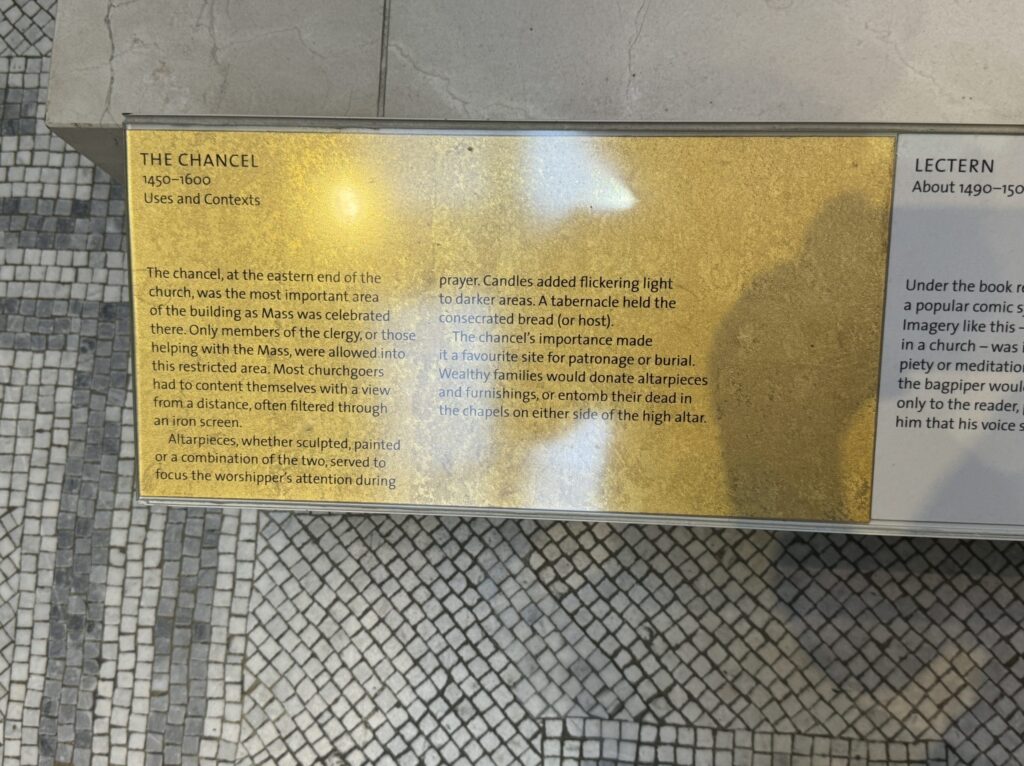 THE CHANCEL
1450–1600
Uses and Contexts
The chancel, at the eastern end of the
church, was the most important area
of the building as Mass was celebrated
there. Only members of the clergy, or those
helping with the Mass, were allowed into
this restricted area. Most churchgoers
had to content themselves with a view
from a distance, often filtered through
an iron screen.
Altarpieces, whether sculpted, painted
or a combination of the two, served to
focus the worshipper's attention during
prayer. Candles added flickering light
to darker areas. A tabernacle held the
consecrated bread (or host).
The chancel's importance made
it a favourite site for patronage or burial.
Wealthy families would donate altarpieces
and furnishings, or entomb their dead in
the chapels on either side of the high altar.
LECTERN
About 1490–150
Under the book
a popular comic
Imagery like this –
in a church – was
piety or meditation
the bagpiper would
only to the reader,
him that his voice